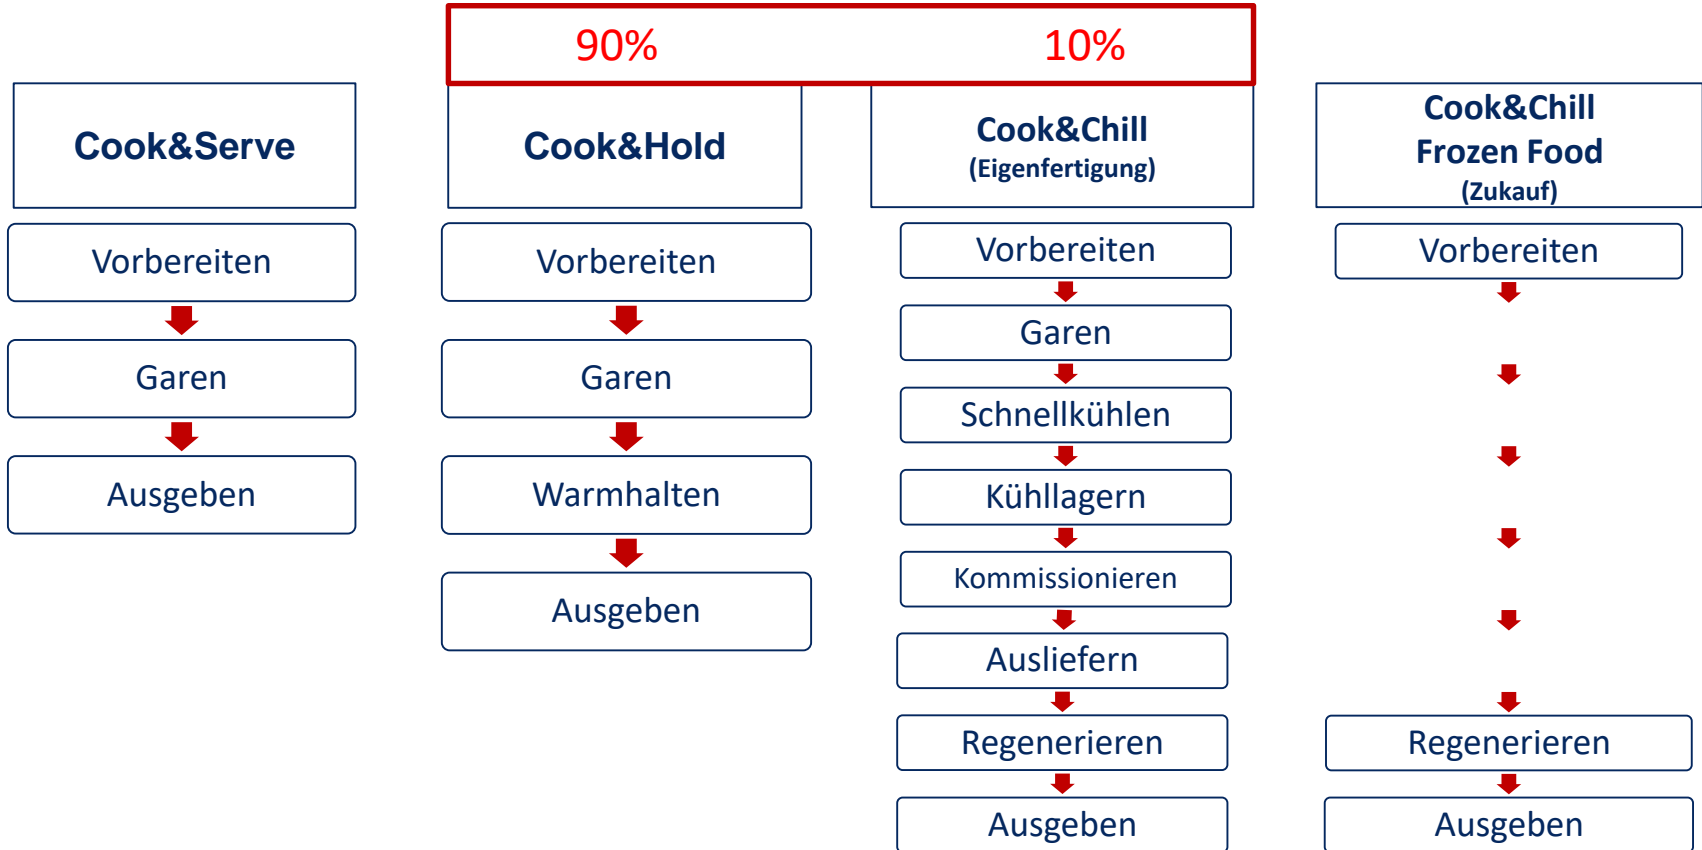 90%
10%
Cook&Serve
Vorbereiten
Garen
Ausgeben
Cook&Hold
Vorbereiten
Garen
Warmhalten
Ausgeben
Cook&Chill
(Eigenfertigung)
Vorbereiten
Garen
Schnellkühlen
Kühllagern
Kommissionieren
Ausliefern
Regenerieren
Ausgeben
Cook&Chill
Frozen Food
(Zukauf)
Vorbereiten
Regenerieren
Ausgeben